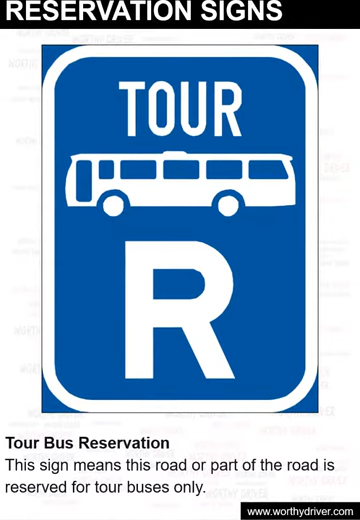 RESERVATION SIGNS
TOUR
R
Tour Bus Reservation
This sign means this road or part of the road is
reserved for tour buses only.
www.worthydriver.com